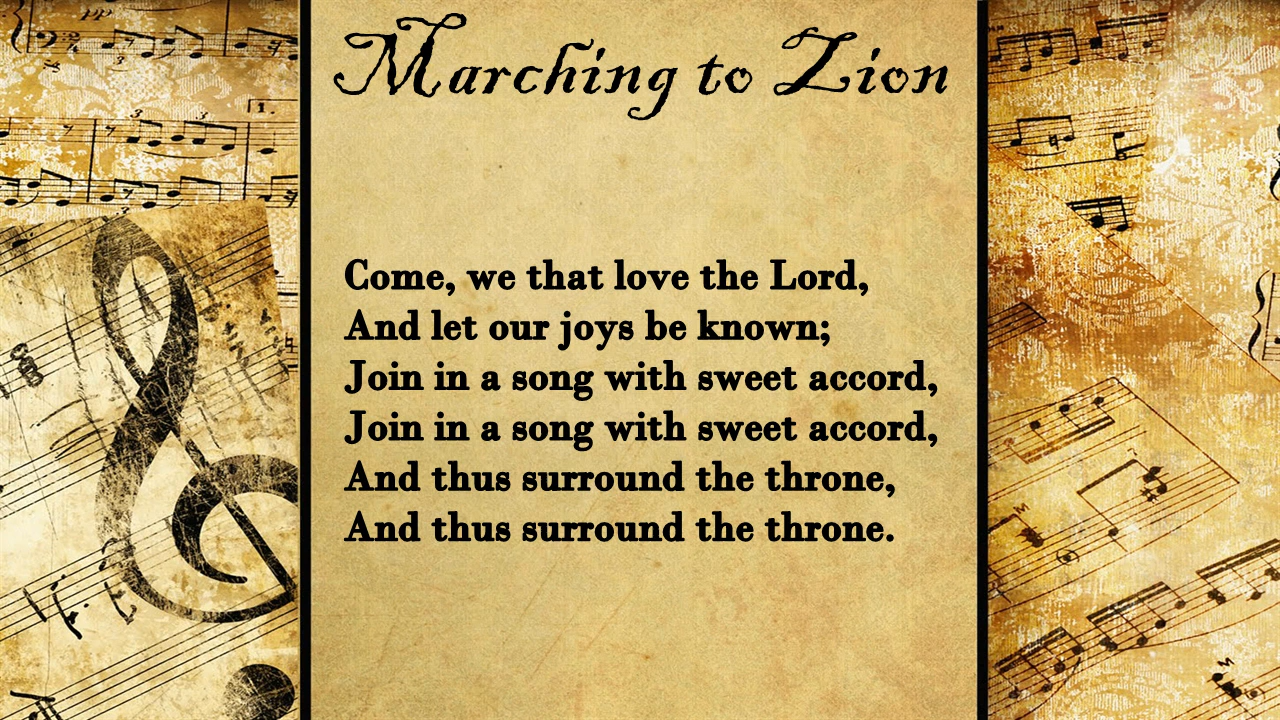 Marching to Zion
Come, we that love the Lord,
And let our joys be known;
Join in a song with sweet accord,
Join in a song with sweet accord,
And thus surround the throne,
And thus surround the throne.